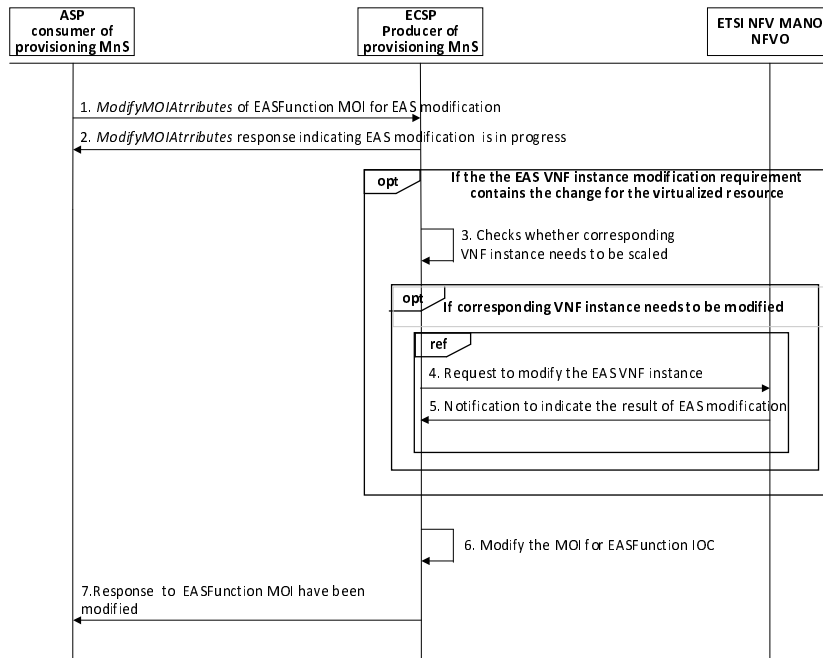 ASP
consumer of
provisioning MnS
ECSP
Producer of
provisioning MnS
ETSI NFV MANO
NFVO
1. ModifyMOIAtrributes of EASFunction MOI for EAS modification
2. ModifyMOIAtrributes response indicating EAS modification is in progress
opt
If the the EAS VNF instance modification requirement
contains the change for the virtualized resource
3. Checks whether corresponding
VNF instance needs to be scaled
opt
If corresponding VNF instance needs to be modified
ref
4. Request to modify the EAS VNF instance
5. Notification to indicate the result of EAS modification
6. Modify the MOI for EASFunction IOC
7.Response to EASFunction MOI have been
modified